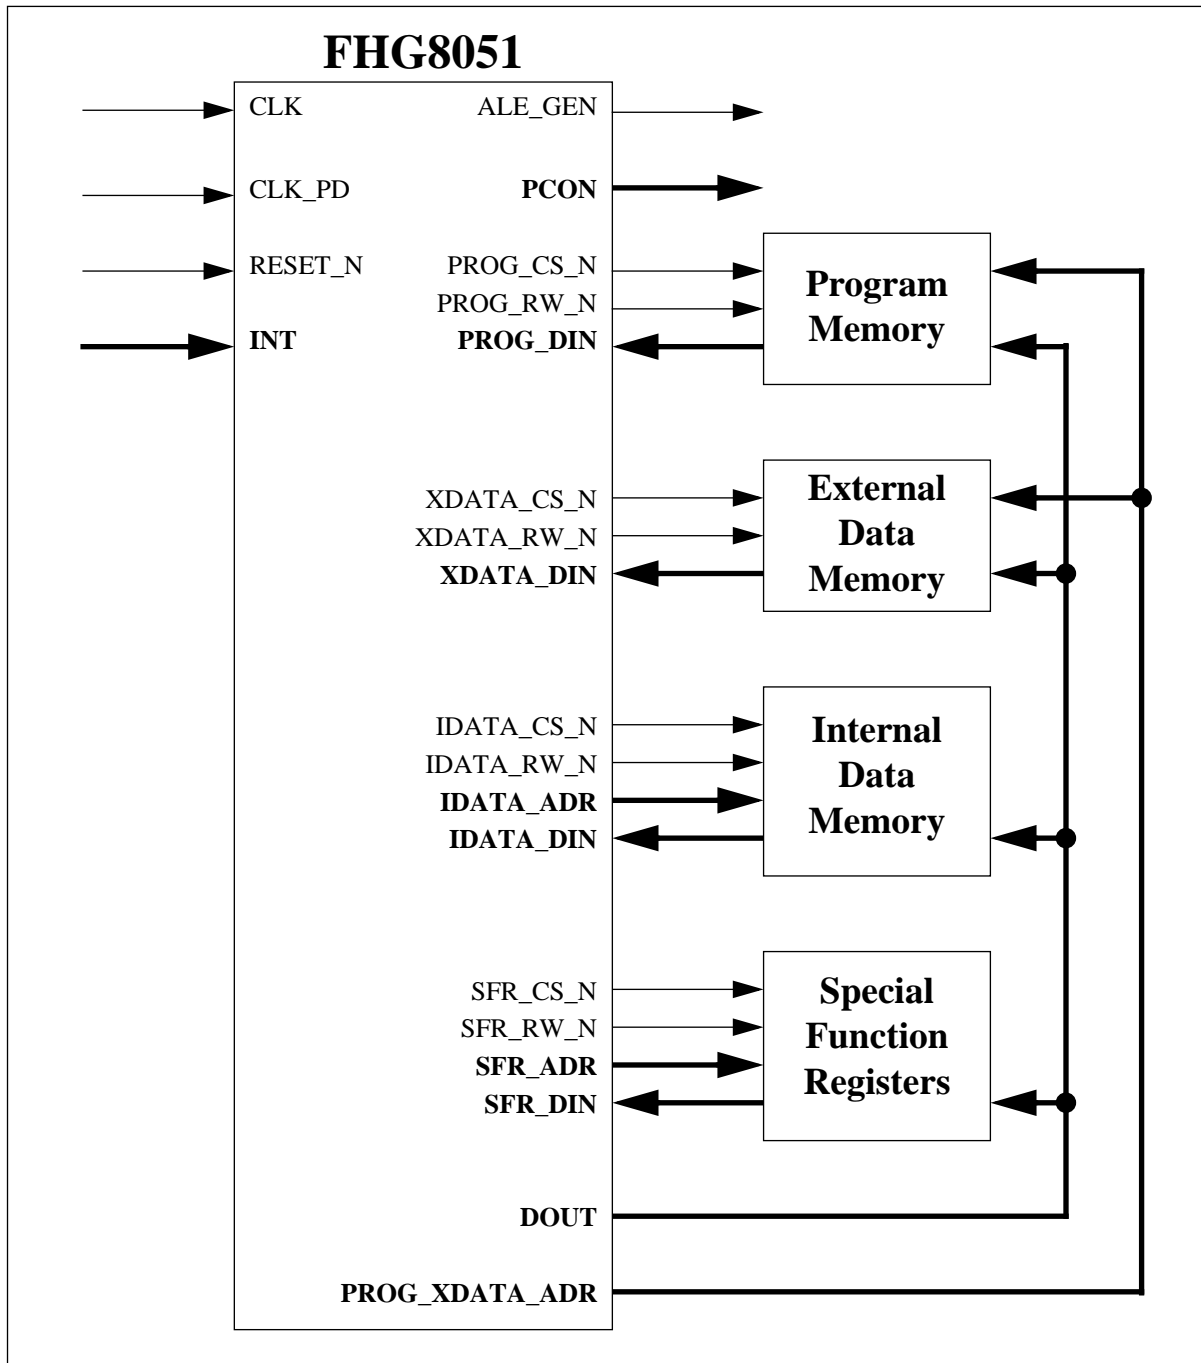 FHG8051
CLK
ALE_GEN
CLK_PD
PCON
RESET_N
PROG_CS_N
PROG_RW_N
INT
PROG_DIN
Program
Memory
XDATA_CS_N
XDATA_RW_N
XDATA_DIN
External
Data
Memory
IDATA_CS_N
IDATA_RW_N
IDATA_ADR
IDATA_DIN
Internal
Data
Memory
SFR_CS_N
SFR_RW_N
SFR_ADR
SFR_DIN
Special
Function
Registers
DOUT
PROG_XDATA_ADR